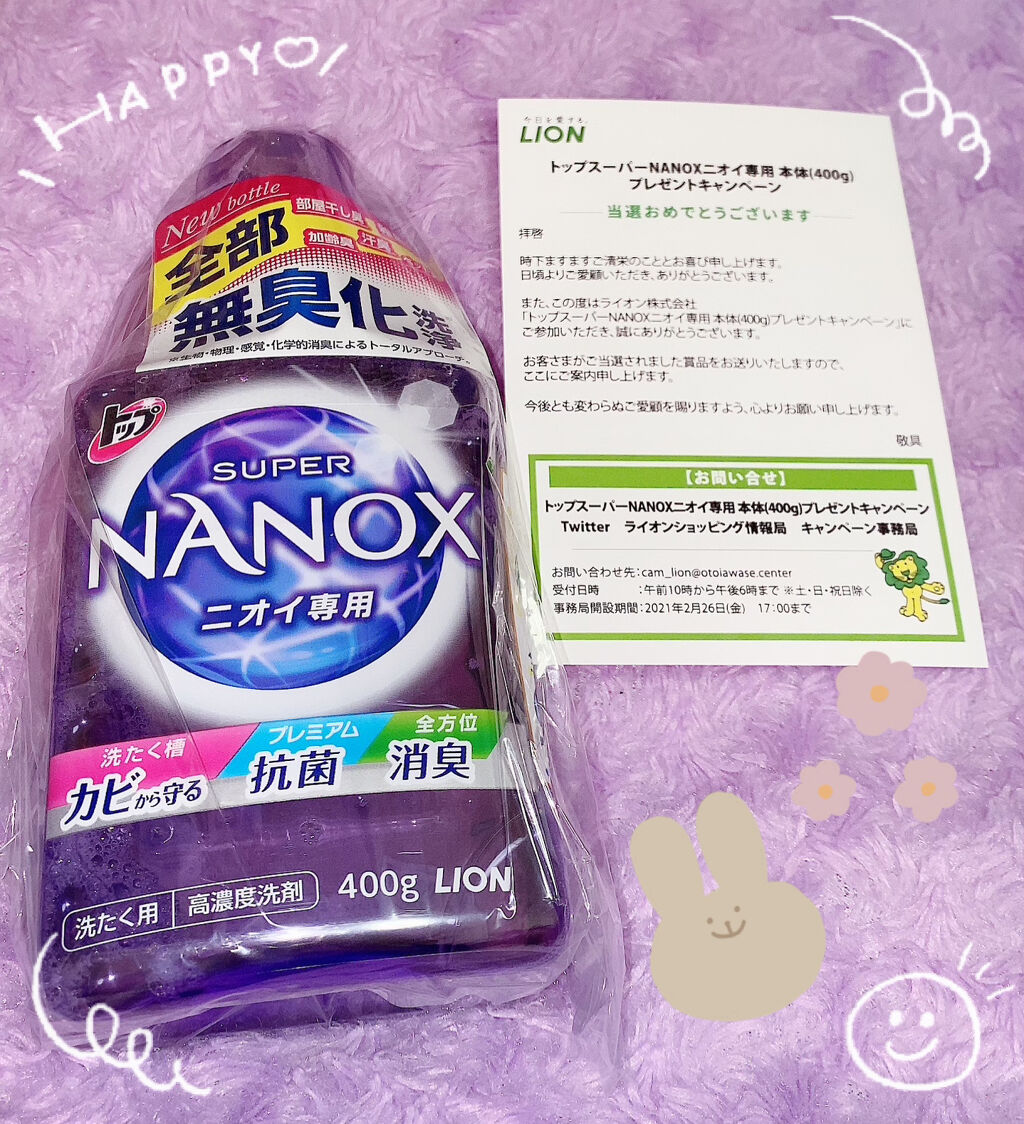 HAPPY
New bottle
部屋干し臭
全部
加齢臭
汗臭
無臭化洗浄
※生物・物理・感覚・化学的消臭によるトータルアプローチ。
トップ
SUPER
NANOX
ニオイ専用
洗たく槽
カビから守る
プレミアム
抗菌
全方位
消臭
洗たく用
高濃度洗剤
400g
LION
今日を愛する。
LION
トップスーパーNANOXニオイ専用 本体(400g)
プレゼントキャンペーン
当選おめでとうございます
拝啓
時下ますますご清栄のこととお喜び申し上げます。
日頃よりご愛顧いただき、ありがとうございます。
また、この度はライオン株式会社
「トップスーパーNANOXニオイ専用 本体(400g)プレゼントキャンペーン」に
ご参加いただき、誠にありがとうございます。
お客さまがご当選されました賞品をお送りいたしますので、
ここにご案内申し上げます。
今後とも変わらぬご愛顧を賜りますよう、心よりお願い申し上げます。
敬具
【お問い合せ】
トップスーパーNANOXニオイ専用 本体(400g)プレゼントキャンペーン
Twitter ライオンショッピング情報局 キャンペーン事務局
お問い合わせ先：cam_lion@otoiawase.center
受付日時 ：午前10時から午後6時まで ※土・日・祝日除く
事務局開設期間：2021年2月26日(金) 17:00まで